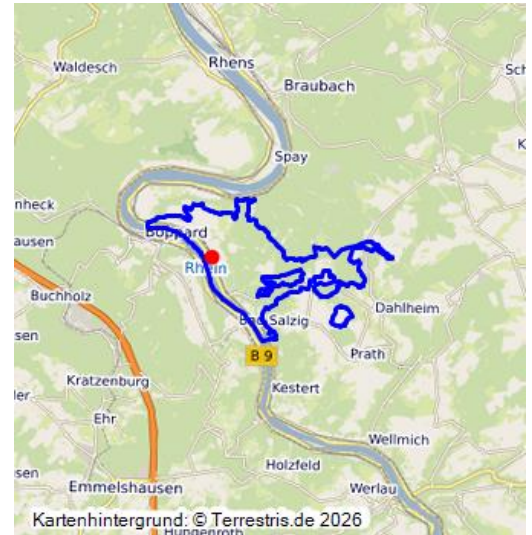 Waldesch
Rhens
Sch
Braubach
Spay
nheck
Boppard
ausen
Rhein
Buchholz
Dahlheim
Bad Salzig
B 9
Prath
ler
Kratzenburg
Kestert
Ehr
Wellmich
sen
Holzfeld
Emmelshausen
Werlau
Kartenhintergrund: © Terrestris.de 2026
Hungenroth